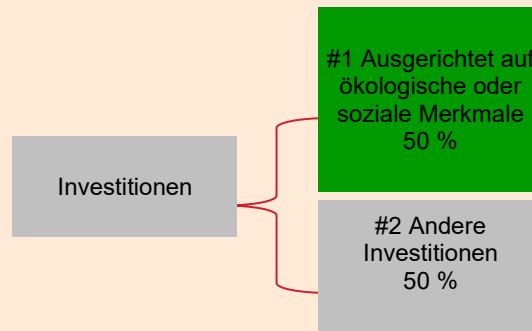 #1 Ausgerichtet auf
ökologische oder
soziale Merkmale
50 %
Investitionen
#2 Andere
Investitionen
50 %